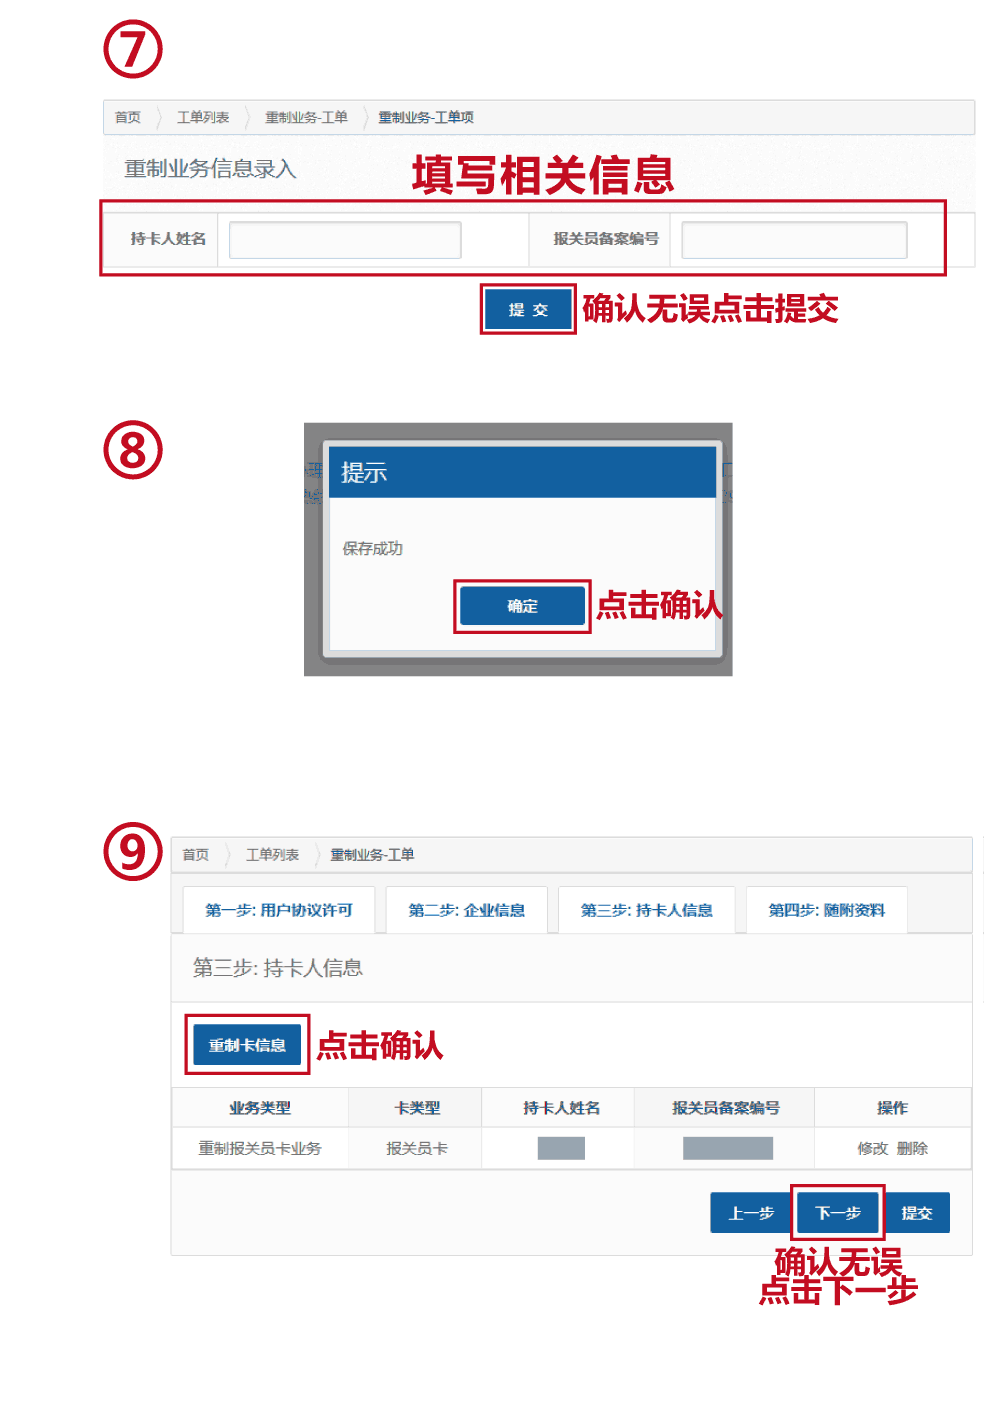 ⑦
首页 工单列表 重制业务-工单 重制业务-工单项
重制业务信息录入
填写相关信息
持卡人姓名 报关员备案编号
提 交 确认无误点击提交
⑧
提示
保存成功
确定 点击确认
⑨
首页 工单列表 重制业务-工单
第一步: 用户协议许可 第二步: 企业信息 第三步: 持卡人信息 第四步: 随附资料
第三步: 持卡人信息
重制卡信息 点击确认
业务类型 卡类型 持卡人姓名 报关员备案编号 操作
重制报关员卡业务 报关员卡 修改 删除
上一步 下一步 提交
确认无误
点击下一步